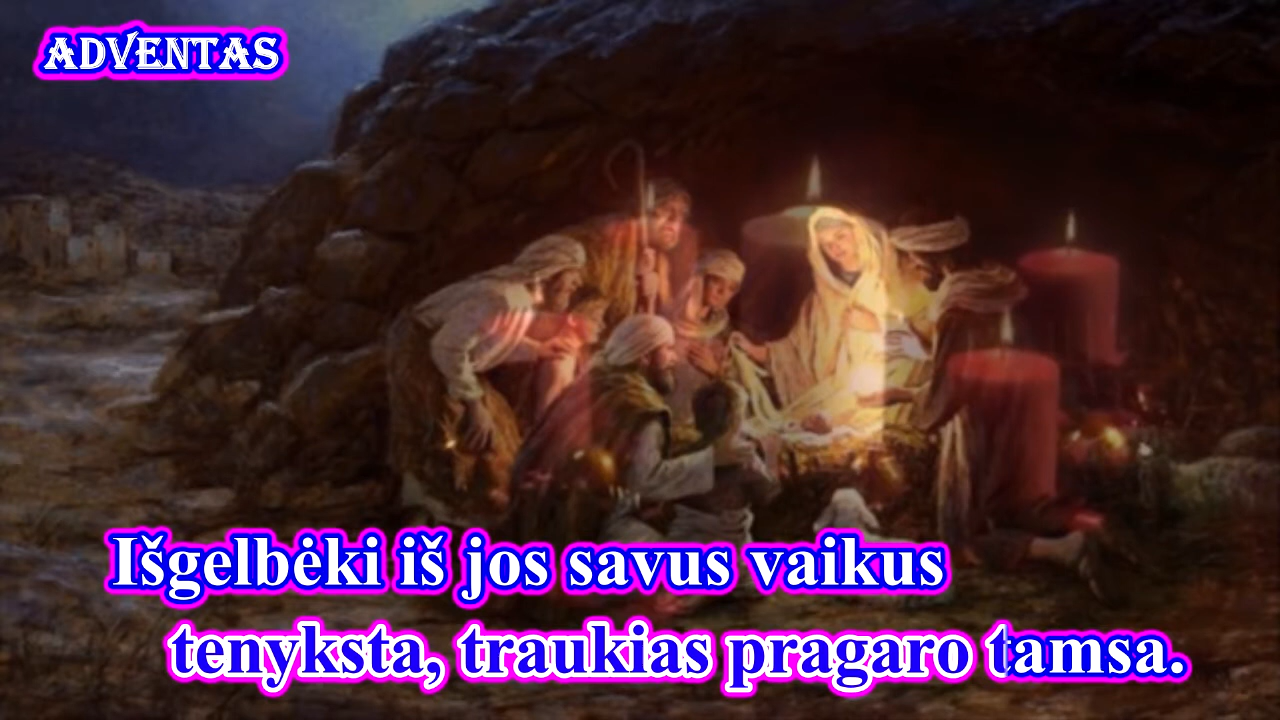 ADVENTAS
Išgelbėki iš jos savus vaikus
tenyksta, traukias pragaro tamsa.